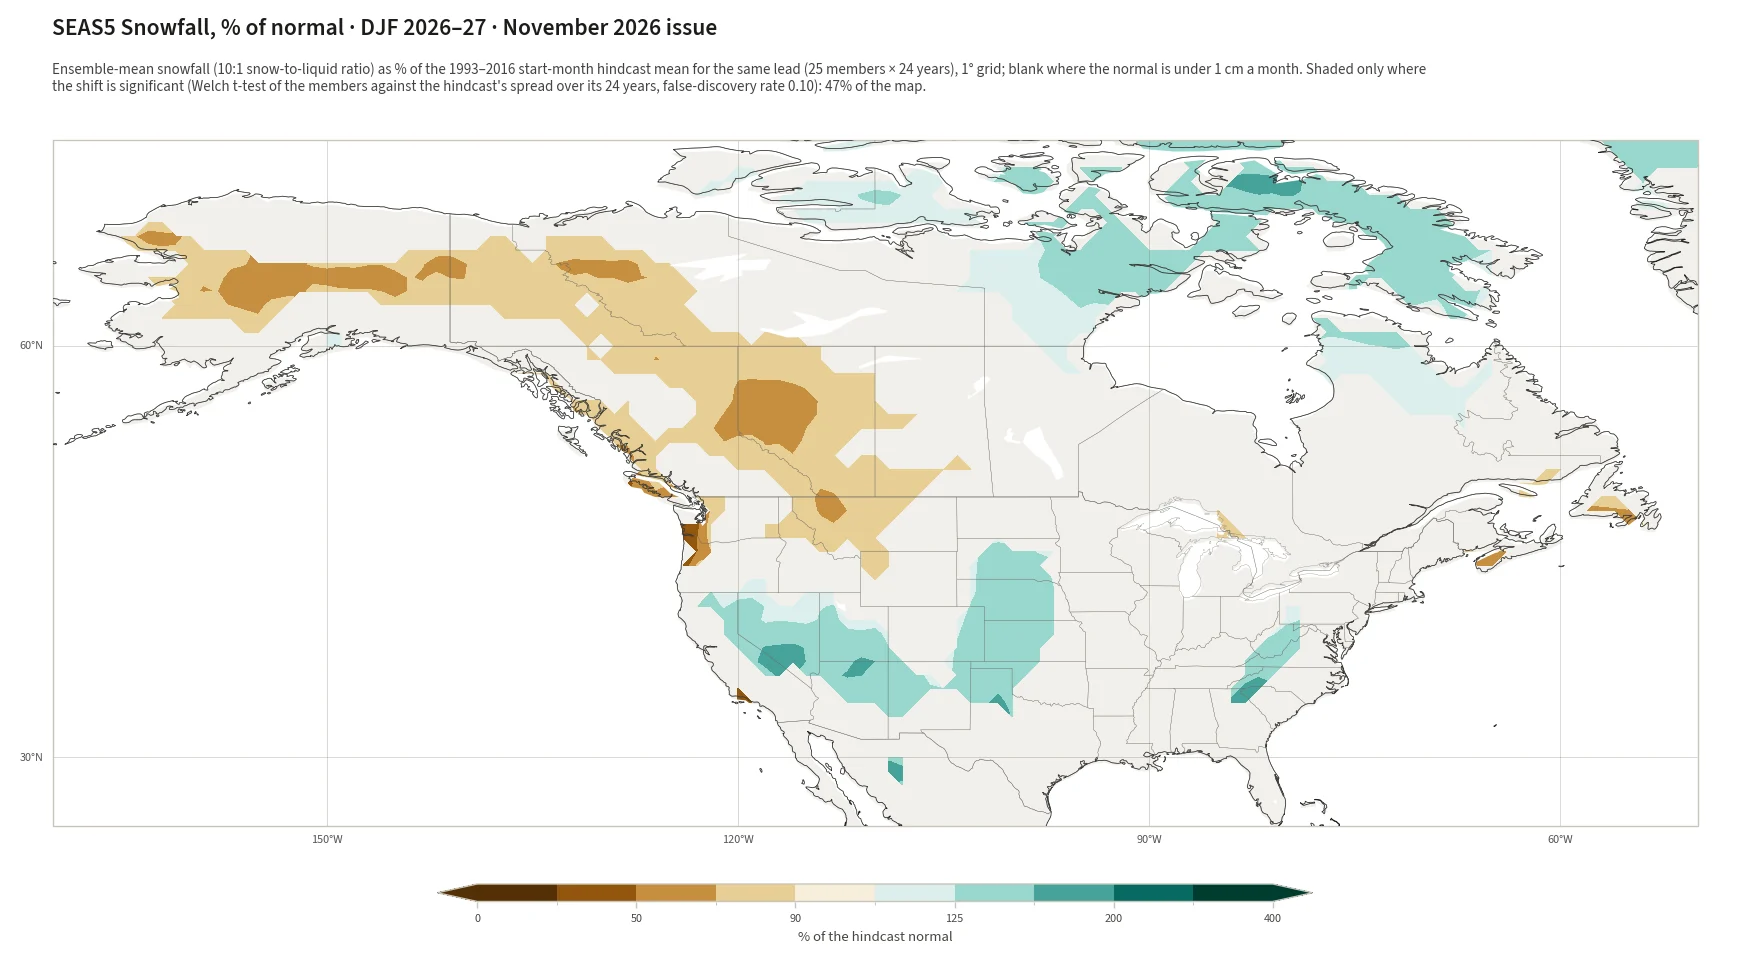 SEAS5 Snowfall, % of normal · DJF 2026–27 · November 2026 issue
Ensemble-mean snowfall (10:1 snow-to-liquid ratio) as % of the 1993–2016 start-month hindcast mean for the same lead (25 members × 24 years), 1° grid; blank where the normal is under 1 cm a month. Shaded only where
the shift is significant (Welch t-test of the members against the hindcast's spread over its 24 years, false-discovery rate 0.10): 47% of the map.
60°N
30°N
150°W 120°W 90°W 60°W
0 50 90 125 200 400
% of the hindcast normal